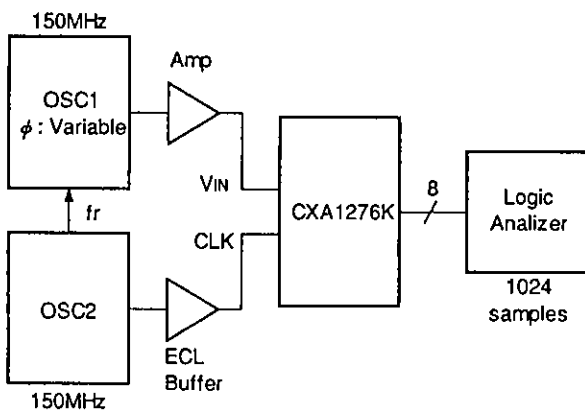 150MHz
OSC1
φ : Variable
Amp
fr
OSC2
150MHz
ECL
Buffer
VIN
CLK
CXA1276K
8
Logic
Analizer
1024
samples